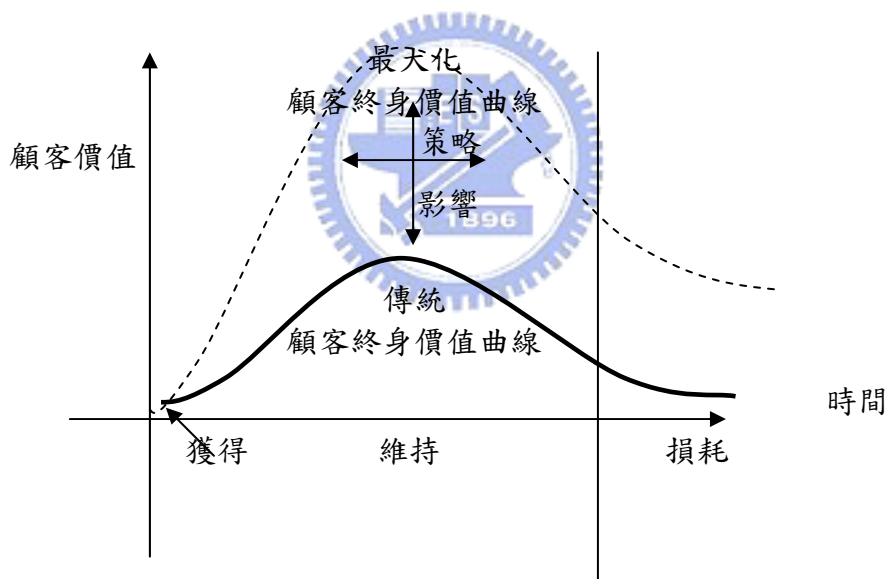 最大化
顧客終身價值曲線
策略
顧客價值
影響
1896
傳統
顧客終身價值曲線
時間
獲得
維持
損耗